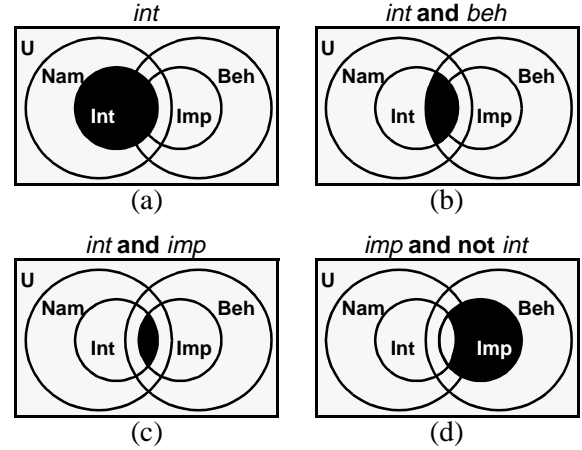 int
U
Nam
Beh
Int
Imp
(a)
int and beh
U
Nam
Beh
Int
Imp
(b)
int and imp
U
Nam
Beh
Int
Imp
(c)
imp and not int
U
Nam
Beh
Int
Imp
(d)